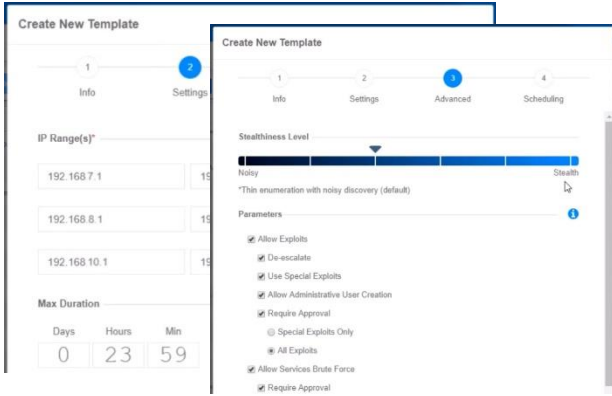 Create New Template
1
2
Info
Settings
IP Range(s)*
192.168.7.1
19
192.168.8.1
19
192.168.10.1
19
Max Duration
Days Hours Min
0 23 59
Create New Template
1 2 3 4
Info Settings Advanced Scheduling
Stealthiness Level
Noisy Stealth
*Thin enumeration with noisy discovery (default)
Parameters
Allow Exploits
De-escalate
Use Special Exploits
Allow Administrative User Creation
Require Approval
Special Exploits Only
All Exploits
Allow Services Brute Force
Require Approval